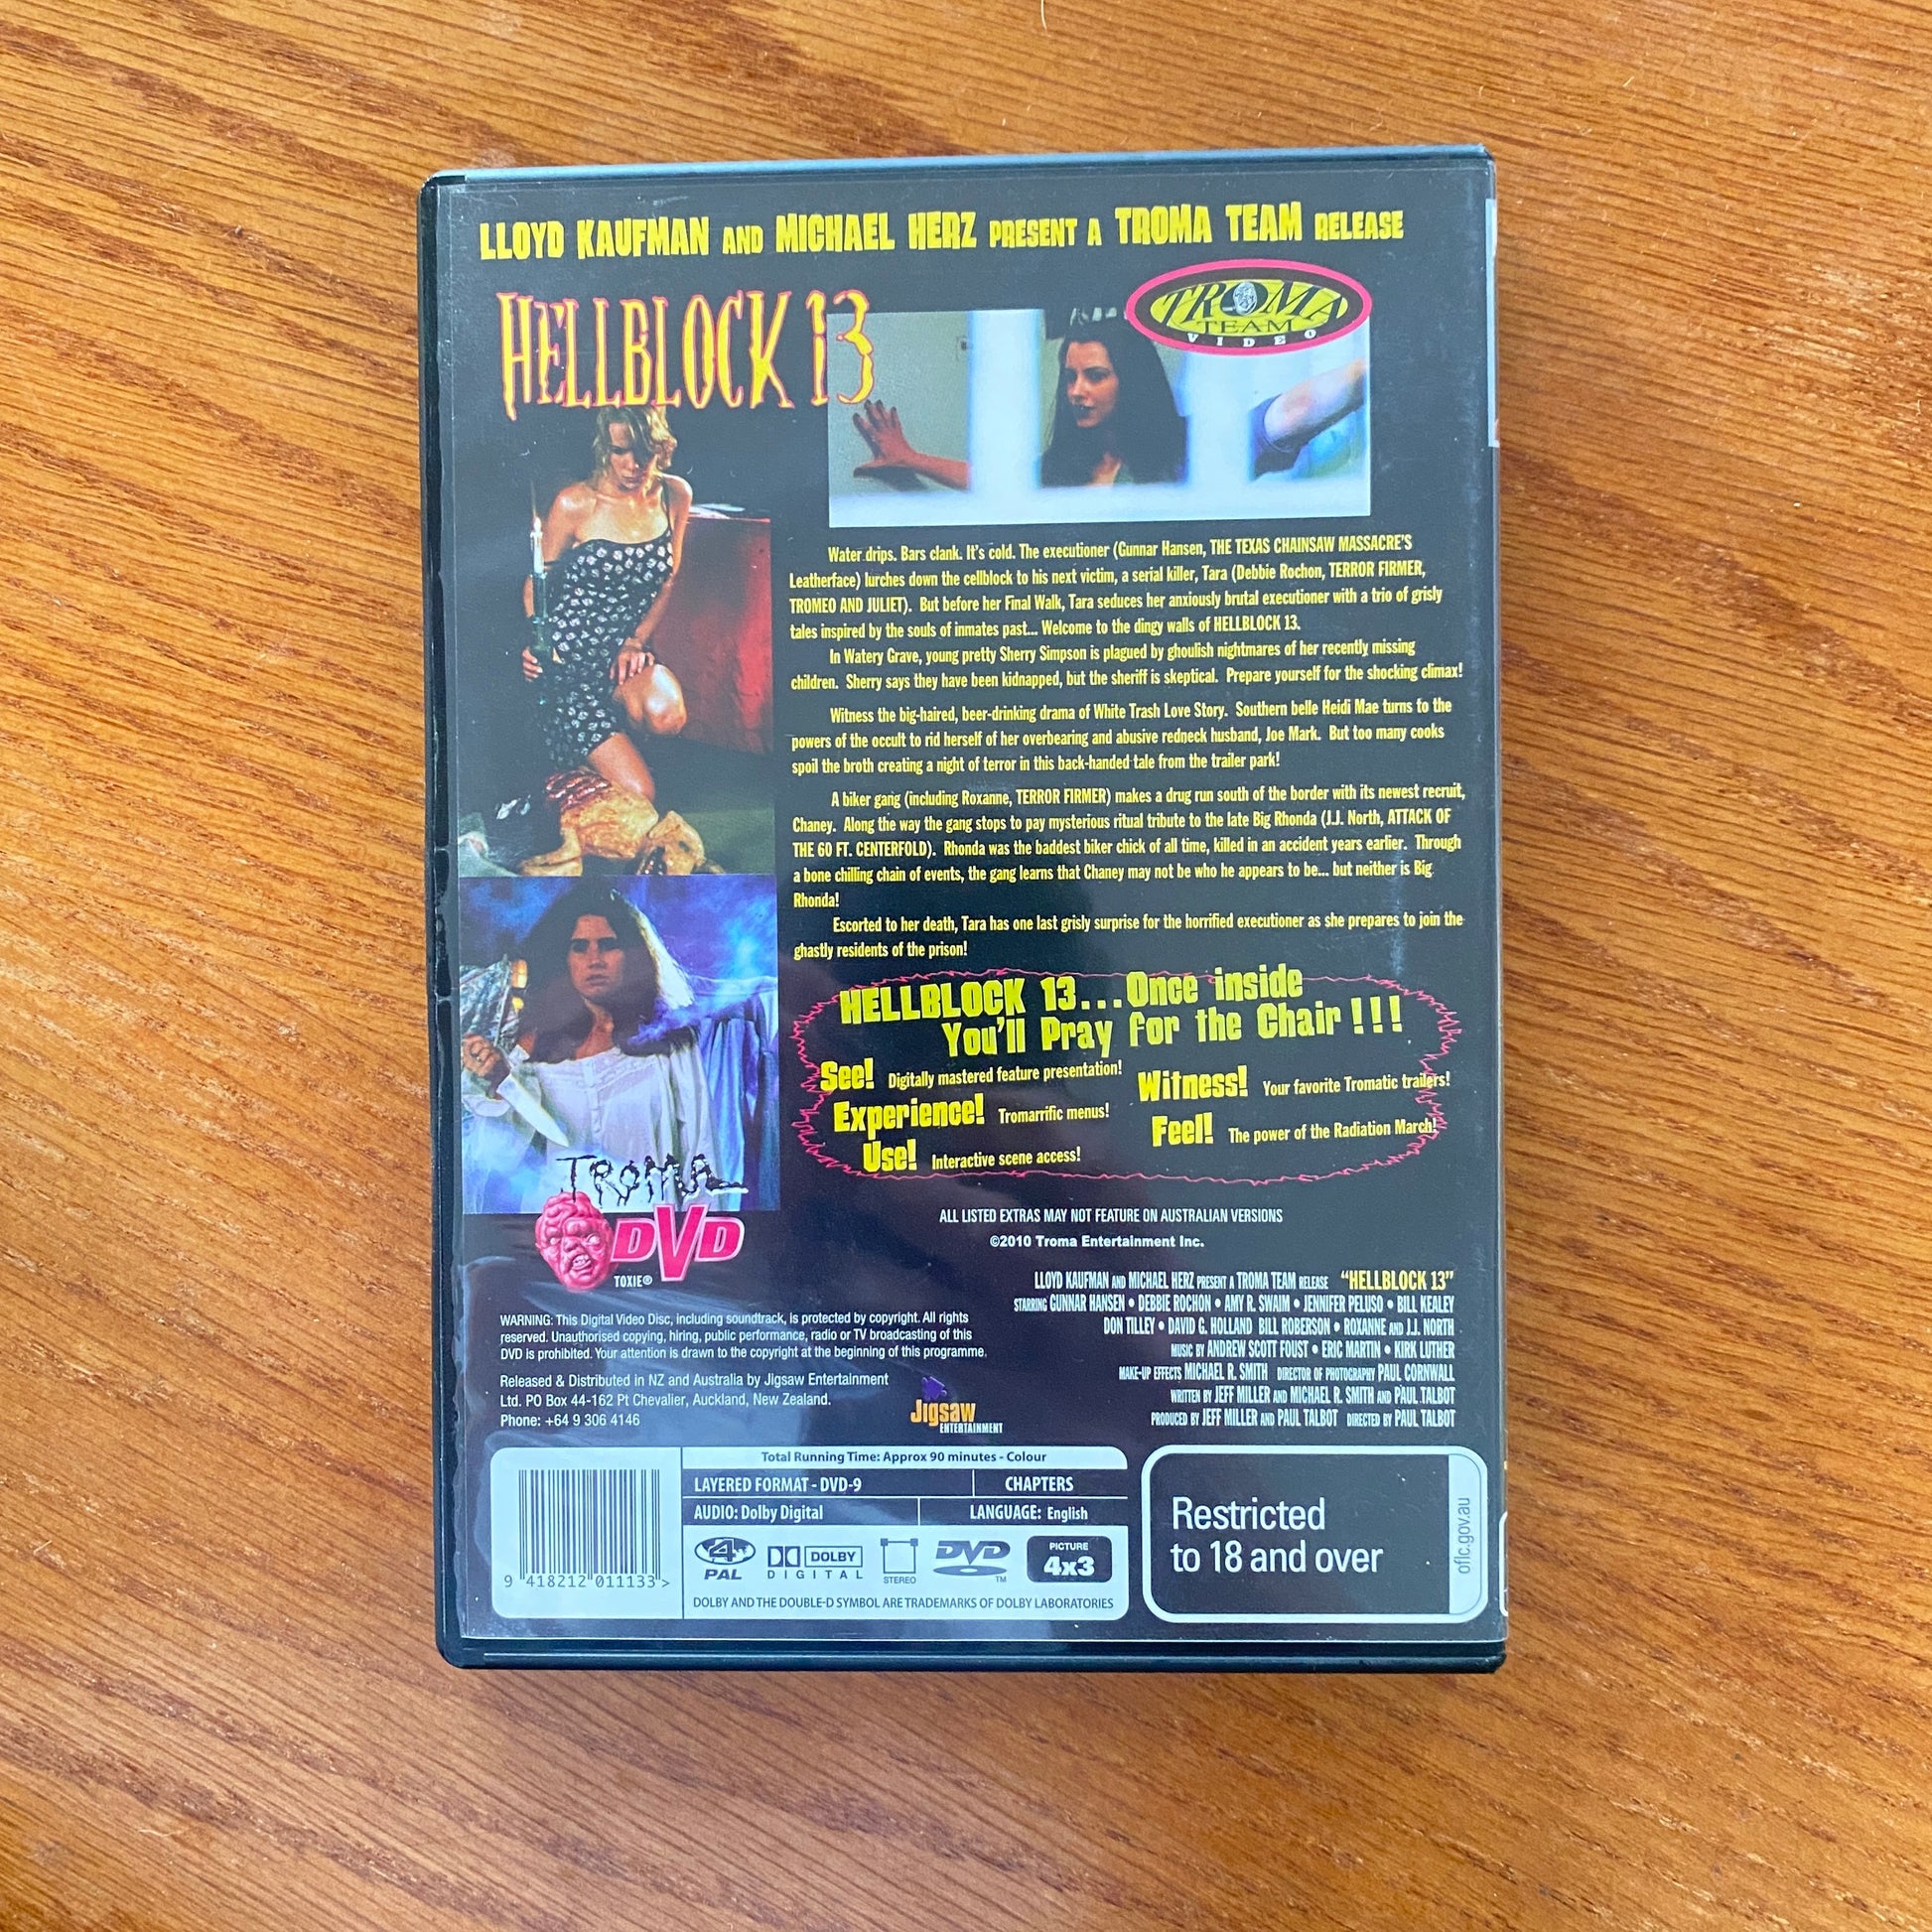 LLOYD KAUFMAN AND MICHAEL HERZ PRESENT A TROMA TEAM RELEASE
HELLBLOCK 13
TROMA
TEAM
VIDEO
Water drips. Bars clank. It's cold. The executioner (Gunnar Hansen, THE TEXAS CHAINSAW MASSACRE'S
Leatherface) lurches down the cellblock to his next victim, a serial killer, Tara (Debbie Rochon, TERROR FIRMER,
TROMEO AND JULIET). But before her Final Walk, Tara seduces her anxiously brutal executioner with a trio of grisly
tales inspired by the souls of inmates past... Welcome to the dingy walls of HELLBLOCK 13.
In Watery Grave, young pretty Sherry Simpson is plagued by ghoulish nightmares of her recently missing
children. Sherry says they have been kidnapped, but the sheriff is skeptical. Prepare yourself for the shocking climax!
Witness the big-haired, beer-drinking drama of White Trash Love Story. Southern belle Heidi Mae turns to the
powers of the occult to rid herself of her overbearing and abusive redneck husband, Joe Mark. But too many cooks
spoil the broth creating a night of terror in this back-handed tale from the trailer park!
A biker gang (including Roxanne, TERROR FIRMER) makes a drug run south of the border with its newest recruit,
Chaney. Along the way the gang stops to pay mysterious ritual tribute to the late Big Rhonda (J.J. North, ATTACK OF
THE 60 FT. CENTERFOLD). Rhonda was the baddest biker chick of all time, killed in an accident years earlier. Through
a bone chilling chain of events, the gang learns that Chaney may not be who he appears to be... but neither is Big
Rhonda!
Escorted to her death, Tara has one last grisly surprise for the horrified executioner as she prepares to join the
ghastly residents of the prison!
HELLBLOCK 13...Once inside
You'll Pray for the Chair!!!
See! Digitally mastered feature presentation!
Witness! Your favorite Tromatic trailers!
Experience! Tromarrific menus!
Feel! The power of the Radiation March!
Use! Interactive scene access!
TROMA
DVD
TOXIE®
ALL LISTED EXTRAS MAY NOT FEATURE ON AUSTRALIAN VERSIONS
©2010 Troma Entertainment Inc.
LLOYD KAUFMAN AND MICHAEL HERZ PRESENT A TROMA TEAM RELEASE "HELLBLOCK 13"
STARRING GUNNAR HANSEN • DEBBIE ROCHON • AMY R. SWAIM • JENNIFER PELUSO • BILL KEALEY
DON TILLEY • DAVID G. HOLLAND BILL ROBERSON • ROXANNE AND J.J. NORTH
MUSIC BY ANDREW SCOTT FOUST • ERIC MARTIN • KIRK LUTHER
MAKE-UP EFFECTS MICHAEL R. SMITH DIRECTOR OF PHOTOGRAPHY PAUL CORNWALL
WRITTEN BY JEFF MILLER AND MICHAEL R. SMITH AND PAUL TALBOT
PRODUCED BY JEFF MILLER AND PAUL TALBOT DIRECTED BY PAUL TALBOT
WARNING: This Digital Video Disc, including soundtrack, is protected by copyright. All rights
reserved. Unauthorised copying, hiring, public performance, radio or TV broadcasting of this
DVD is prohibited. Your attention is drawn to the copyright at the beginning of this programme.
Released & Distributed in NZ and Australia by Jigsaw Entertainment
Ltd. PO Box 44-162 Pt Chevalier, Auckland, New Zealand.
Phone: +64 9 306 4146
Jigsaw
ENTERTAINMENT
Total Running Time: Approx 90 minutes - Colour
LAYERED FORMAT - DVD-9 CHAPTERS
AUDIO: Dolby Digital LANGUAGE: English
4
PAL
DOLBY
DIGITAL
STEREO
DVD
TM
PICTURE
4x3
DOLBY AND THE DOUBLE-D SYMBOL ARE TRADEMARKS OF DOLBY LABORATORIES
9 418212 011133 >
Restricted
to 18 and over
oflc.gov.au